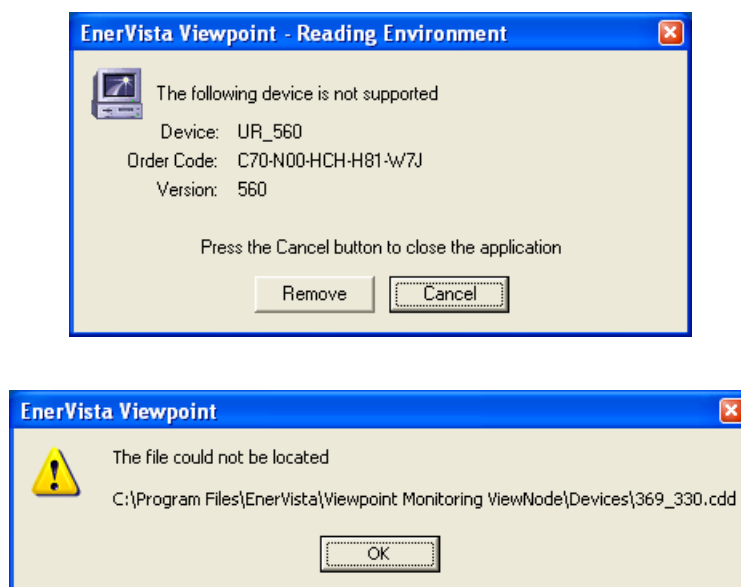 EnerVista Viewpoint - Reading Environment
The following device is not supported
Device: UR_560
Order Code: C70-N00-HCH-H81-W7J
Version: 560
Press the Cancel button to close the application
Remove Cancel
EnerVista Viewpoint
The file could not be located
C:\Program Files\EnerVista\Viewpoint Monitoring ViewNode\Devices\369_330.cdd
OK